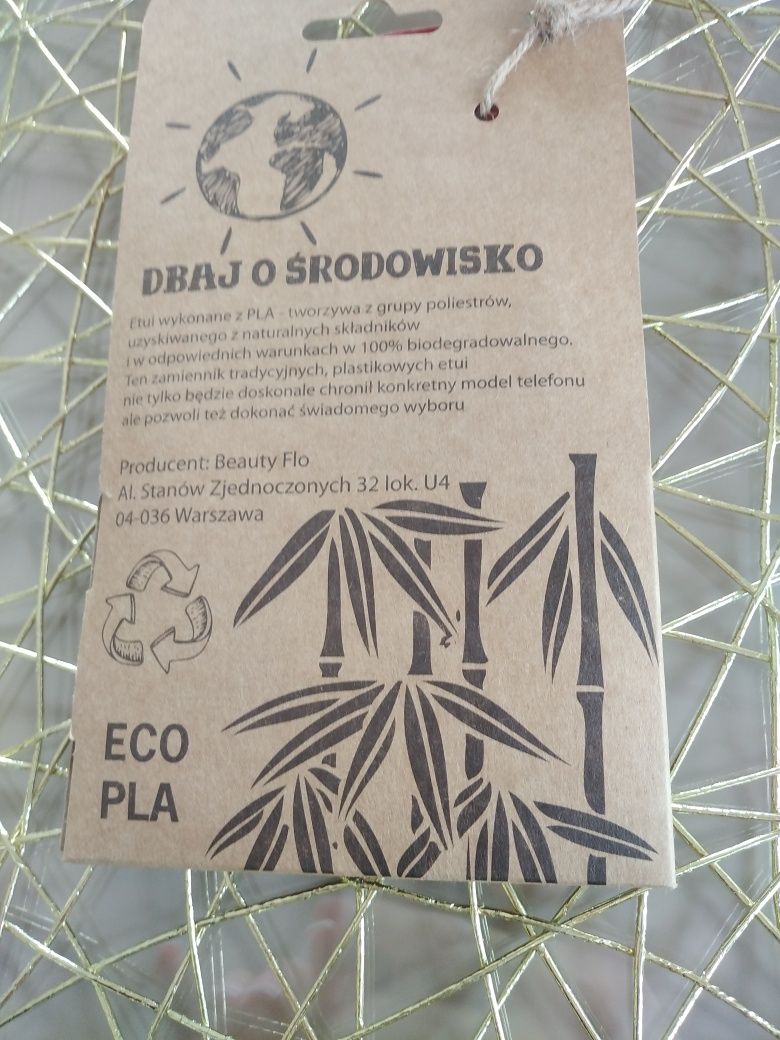 DBAJ O ŚRODOWISKO
Etui wykonane z PLA - tworzywa z grupy poliestrów,
uzyskiwanego z naturalnych składników
i w odpowiednich warunkach w 100% biodegradowalnego.
Ten zamiennik tradycyjnych, plastikowych etui
nie tylko będzie doskonale chronił konkretny model telefonu
ale pozwoli też dokonać świadomego wyboru
Producent: Beauty Flo
Al. Stanów Zjednoczonych 32 lok. U4
04-036 Warszawa
ECO
PLA